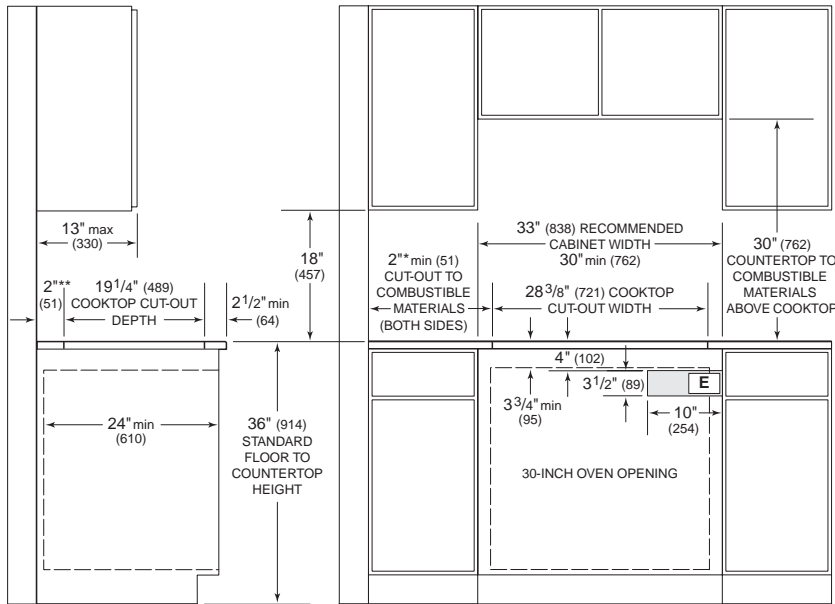 13" max
(330)
2"**
(51)
19 1/4" (489)
COOKTOP CUT-OUT
DEPTH
2 1/2" min
(64)
18"
(457)
24" min
(610)
36" (914)
STANDARD
FLOOR TO
COUNTERTOP
HEIGHT
2"* min (51)
CUT-OUT TO
COMBUSTIBLE
MATERIALS
(BOTH SIDES)
33" (838) RECOMMENDED
CABINET WIDTH
30" min (762)
28 3/8" (721) COOKTOP
CUT-OUT WIDTH
30" (762)
COUNTERTOP TO
COMBUSTIBLE
MATERIALS
ABOVE COOKTOP
4" (102)
3 1/2" (89)
E
3 3/4" min
(95)
10"
(254)
30-INCH OVEN OPENING